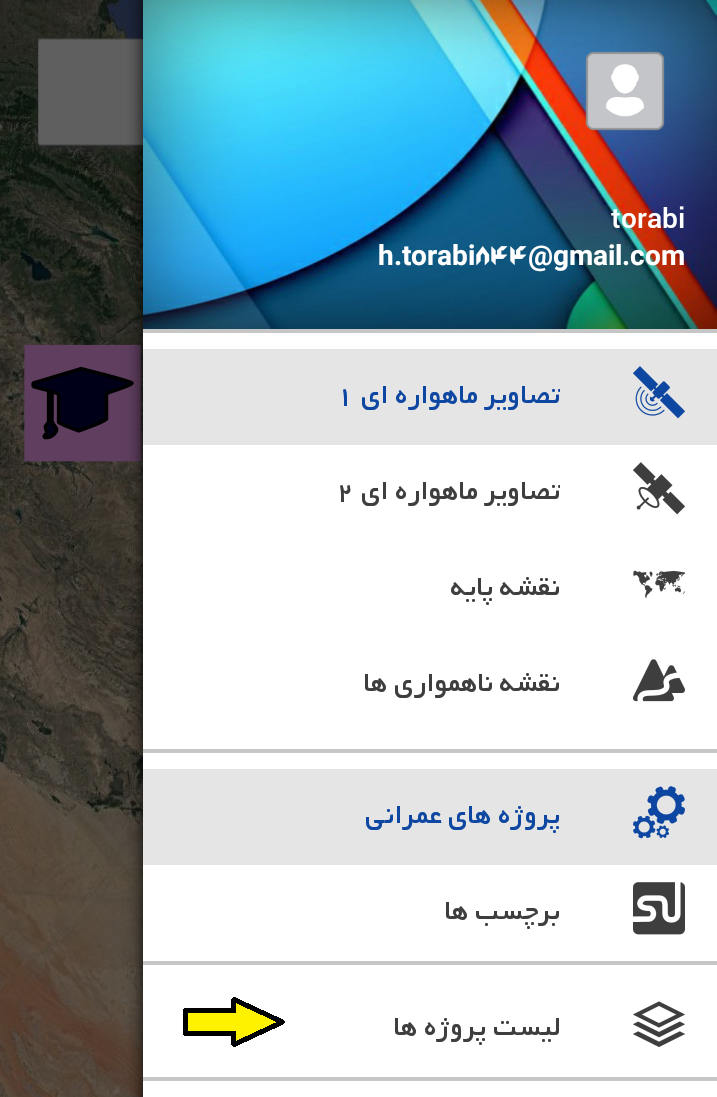 torabi
h.torabi۸۴۴@gmail.com
تصاویر ماهواره ای ۱
تصاویر ماهواره ای ۲
نقشه پایه
نقشه ناهمواری ها
پروژه های عمرانی
برچسب ها
لیست پروژه ها